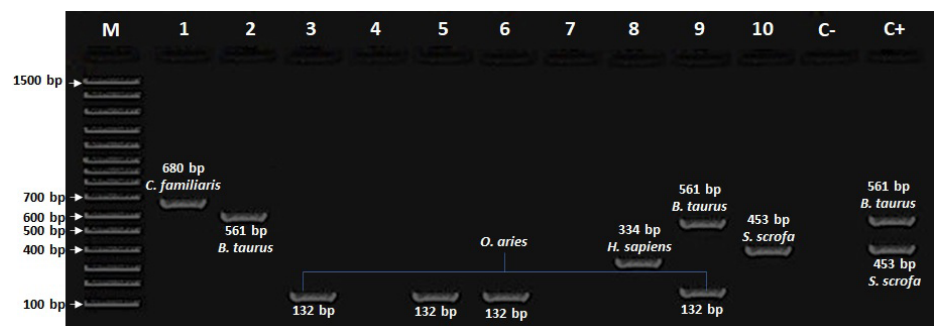 M 1 2 3 4 5 6 7 8 9 10 C- C+
1500 bp
680 bp
C. familiaris
700 bp
600 bp
500 bp
400 bp
100 bp
561 bp
B. taurus
O. aries
334 bp
H. sapiens
561 bp
B. taurus
453 bp
S. scrofa
561 bp
B. taurus
453 bp
S. scrofa
132 bp
132 bp
132 bp
132 bp